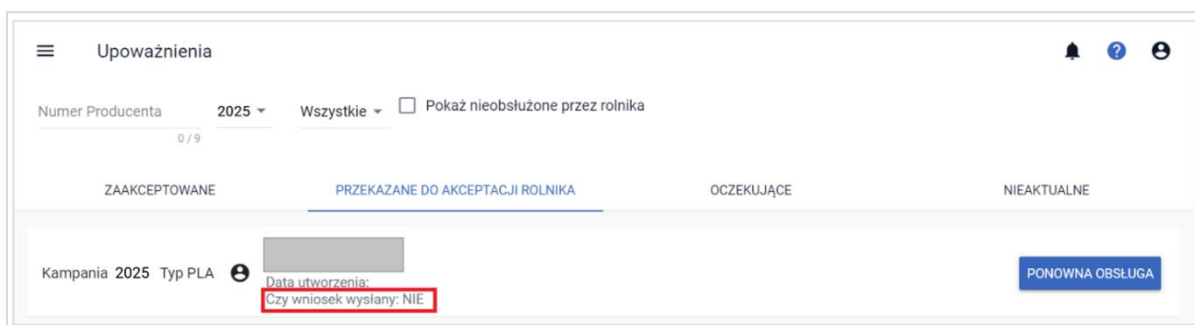 Upoważnienia
Numer Producenta 2025 Wszystkie Pokaż nieobsłużone przez rolnika
0 / 9
ZAAKCEPTOWANE PRZEKAZANE DO AKCEPTACJI ROLNIKA OCZEKUJĄCE NIEAKTUALNE
Kampania 2025 Typ PLA PONOWNA OBSŁUGA
Data utworzenia:
Czy wniosek wysłany: NIE